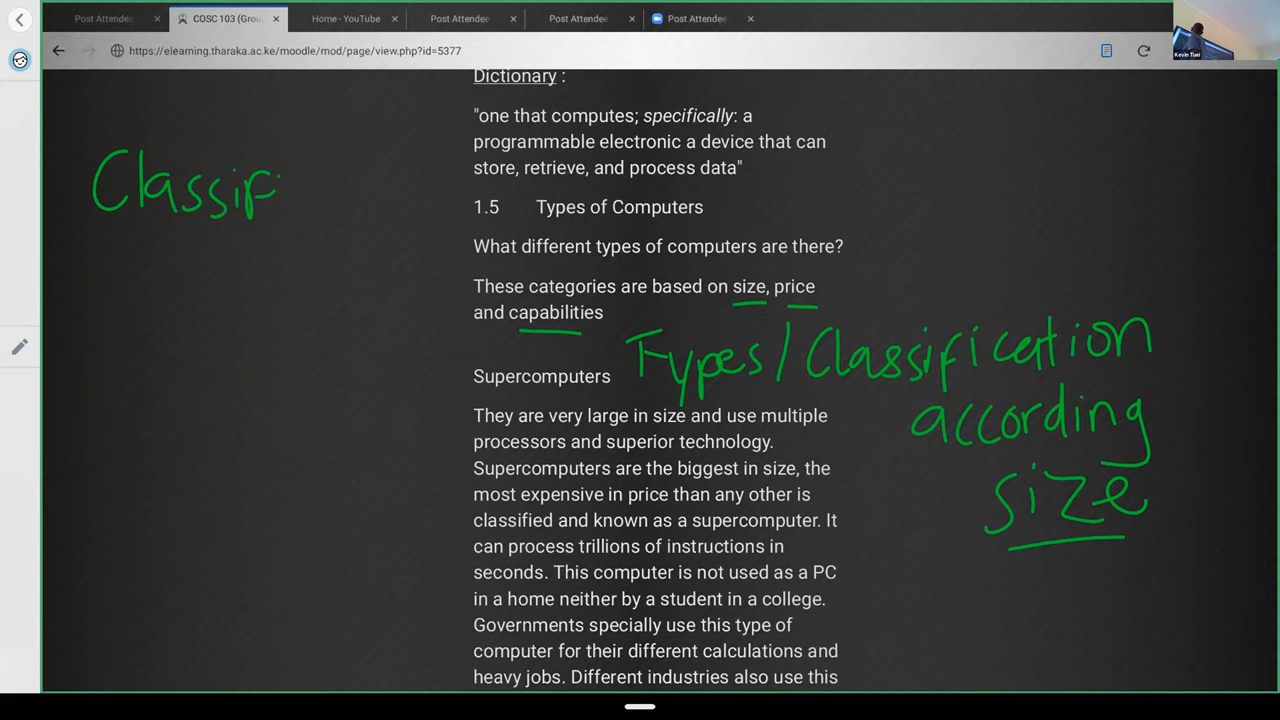 Post Attendee
COSC 103 (Grou
Home - YouTube
Post Attendee
Post Attendee
Post Attendee
https://elearning.tharaka.ac.ke/moodle/mod/page/view.php?id=5377
Kevin Tuei
Dictionary :
"one that computes; specifically: a
programmable electronic a device that can
store, retrieve, and process data"
Classif
1.5 Types of Computers
What different types of computers are there?
These categories are based on size, price
and capabilities
Types/Classification
according
size
Supercomputers
They are very large in size and use multiple
processors and superior technology.
Supercomputers are the biggest in size, the
most expensive in price than any other is
classified and known as a supercomputer. It
can process trillions of instructions in
seconds. This computer is not used as a PC
in a home neither by a student in a college.
Governments specially use this type of
computer for their different calculations and
heavy jobs. Different industries also use this